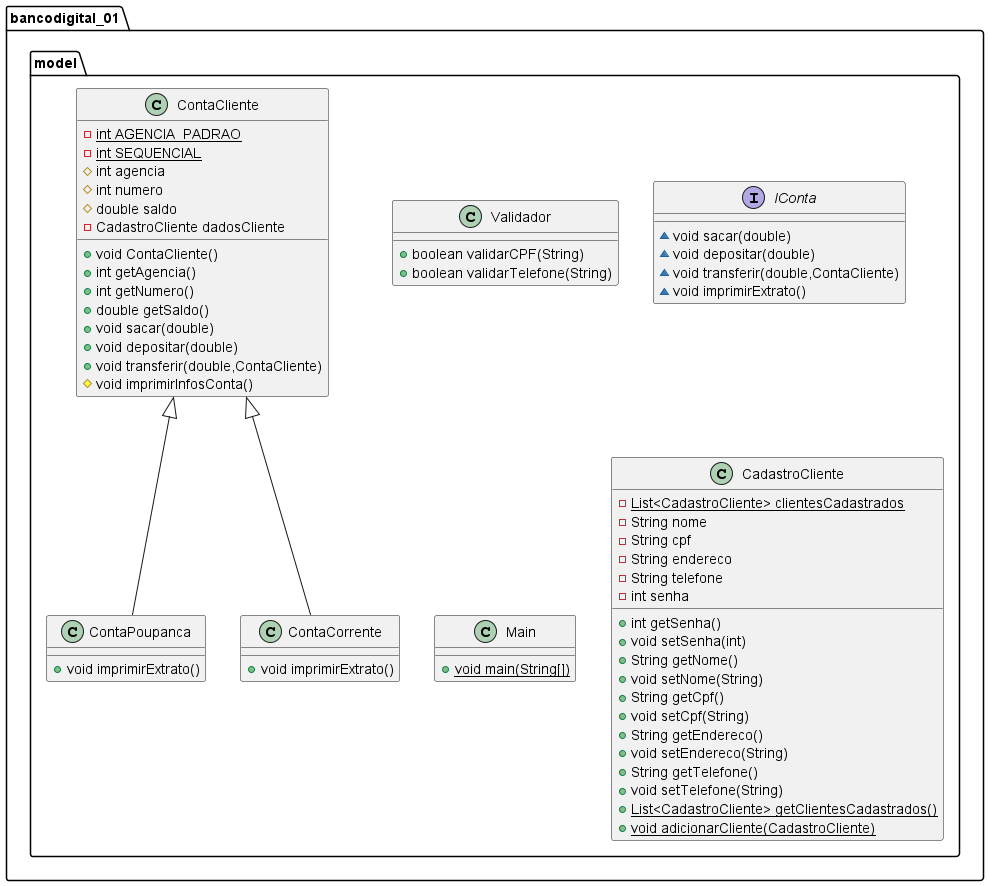 bancodigital_01
model
C ContaCliente
int AGENCIA_PADRAO
int SEQUENCIAL
int agencia
int numero
double saldo
CadastroCliente dadosCliente
void ContaCliente()
int getAgencia()
int getNumero()
double getSaldo()
void sacar(double)
void depositar(double)
void transferir(double,ContaCliente)
void imprimirInfosConta()
C Validador
boolean validarCPF(String)
boolean validarTelefone(String)
I IConta
void sacar(double)
void depositar(double)
void transferir(double,ContaCliente)
void imprimirExtrato()
C ContaPoupanca
void imprimirExtrato()
C ContaCorrente
void imprimirExtrato()
C Main
void main(String[])
C CadastroCliente
List<CadastroCliente> clientesCadastrados
String nome
String cpf
String endereco
String telefone
int senha
int getSenha()
void setSenha(int)
String getNome()
void setNome(String)
String getCpf()
void setCpf(String)
String getEndereco()
void setEndereco(String)
String getTelefone()
void setTelefone(String)
List<CadastroCliente> getClientesCadastrados()
void adicionarCliente(CadastroCliente)